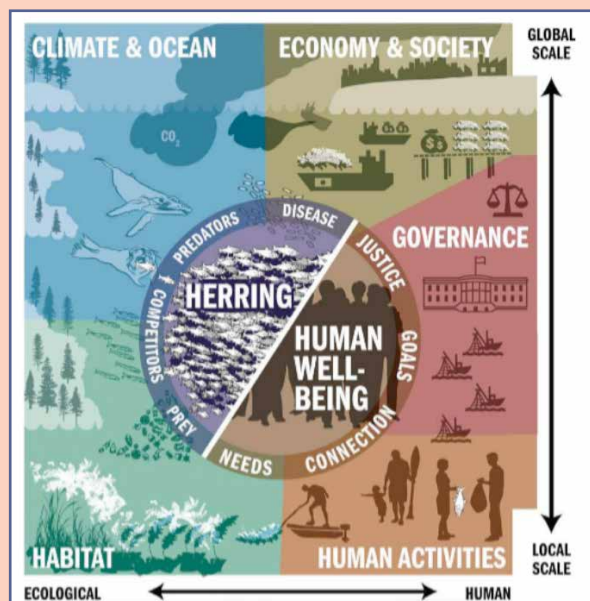 CLIMATE & OCEAN
ECONOMY & SOCIETY
GLOBAL
SCALE
CO₂
PREDATORS
DISEASE
& COMPETITORS
PREY
HERRING
JUSTICE
GOALS
CONNECTION
NEEDS
HUMAN
WELL-
BEING
GOVERNANCE
$
HABITAT
HUMAN ACTIVITIES
LOCAL
SCALE
ECOLOGICAL
HUMAN